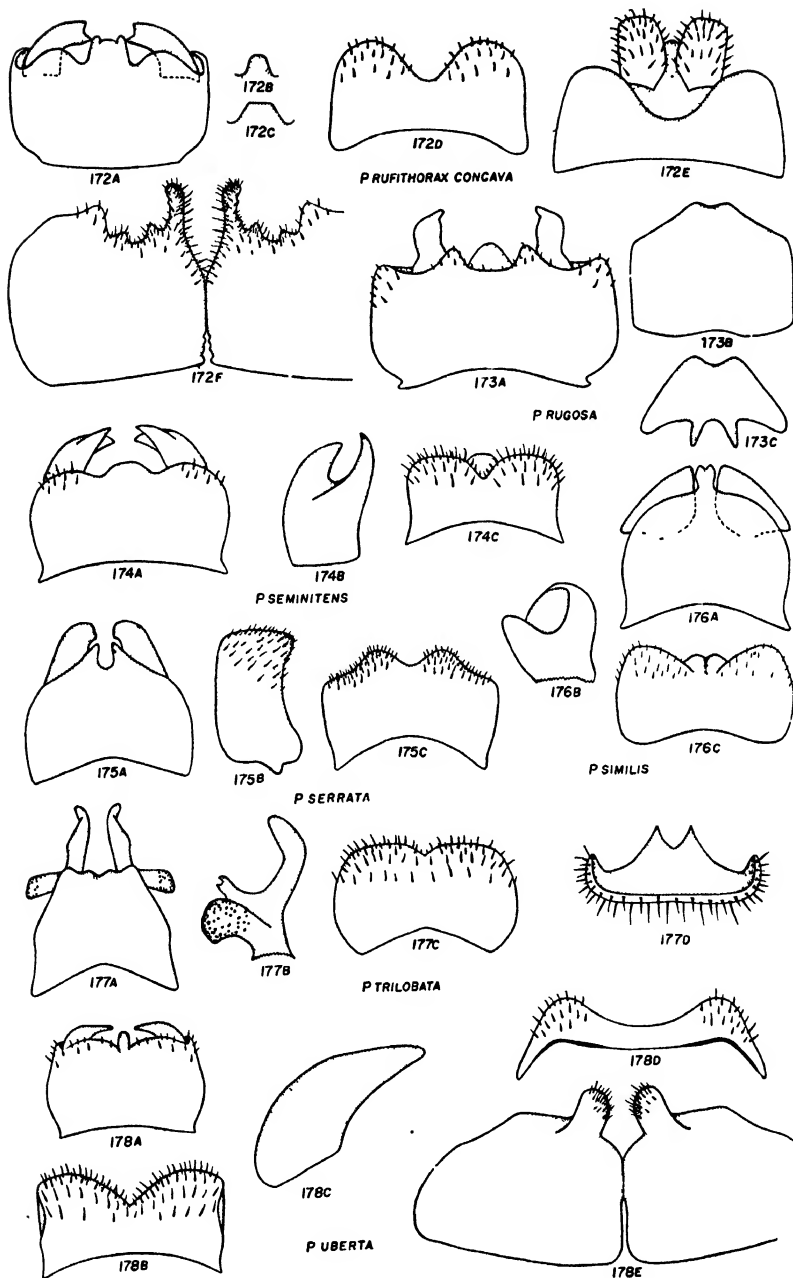 172A
172B
172C
172D
172E
P RUFITHORAX CONCAVA
172F
173A
173B
P RUGOSA
173C
174A
174B
174C
P SEMINITENS
176A
176B
175A
175B
175C
176C
P SERRATA
P SIMILIS
177A
177B
177C
177D
P TRILOBATA
178A
178D
178C
178B
P UBERTA
178E